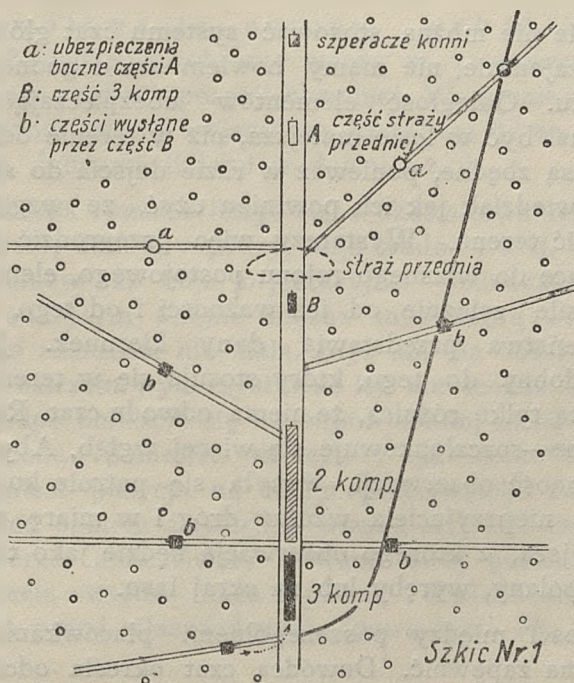 a: ubezpieczenia
boczne części A
B: część 3 komp
b: części wysłane
przez część B
szperacze konni
A
część straży
przedniej
a
a
straż przednia
B
b
b
2 komp.
b
b
3 komp
Szkic Nr.1